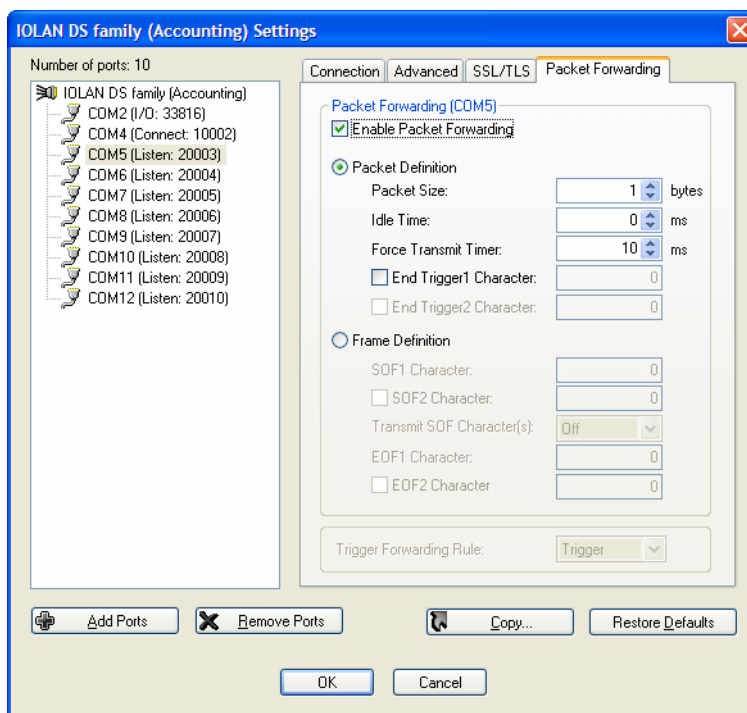 IOLAN DS family (Accounting) Settings
Number of ports: 10
IOLAN DS family (Accounting)
COM2 (I/O: 33816)
COM4 (Connect: 10002)
COM5 (Listen: 20003)
COM6 (Listen: 20004)
COM7 (Listen: 20005)
COM8 (Listen: 20006)
COM9 (Listen: 20007)
COM10 (Listen: 20008)
COM11 (Listen: 20009)
COM12 (Listen: 20010)
Connection Advanced SSL/TLS Packet Forwarding
Packet Forwarding (COM5)
Enable Packet Forwarding
Packet Definition
Packet Size: 1 bytes
Idle Time: 0 ms
Force Transmit Timer: 10 ms
End Trigger1 Character: 0
End Trigger2 Character: 0
Frame Definition
SOF1 Character: 0
SOF2 Character: 0
Transmit SOF Character(s): Off
EOF1 Character: 0
EOF2 Character 0
Trigger Forwarding Rule: Trigger
Add Ports Remove Ports Copy... Restore Defaults
OK Cancel